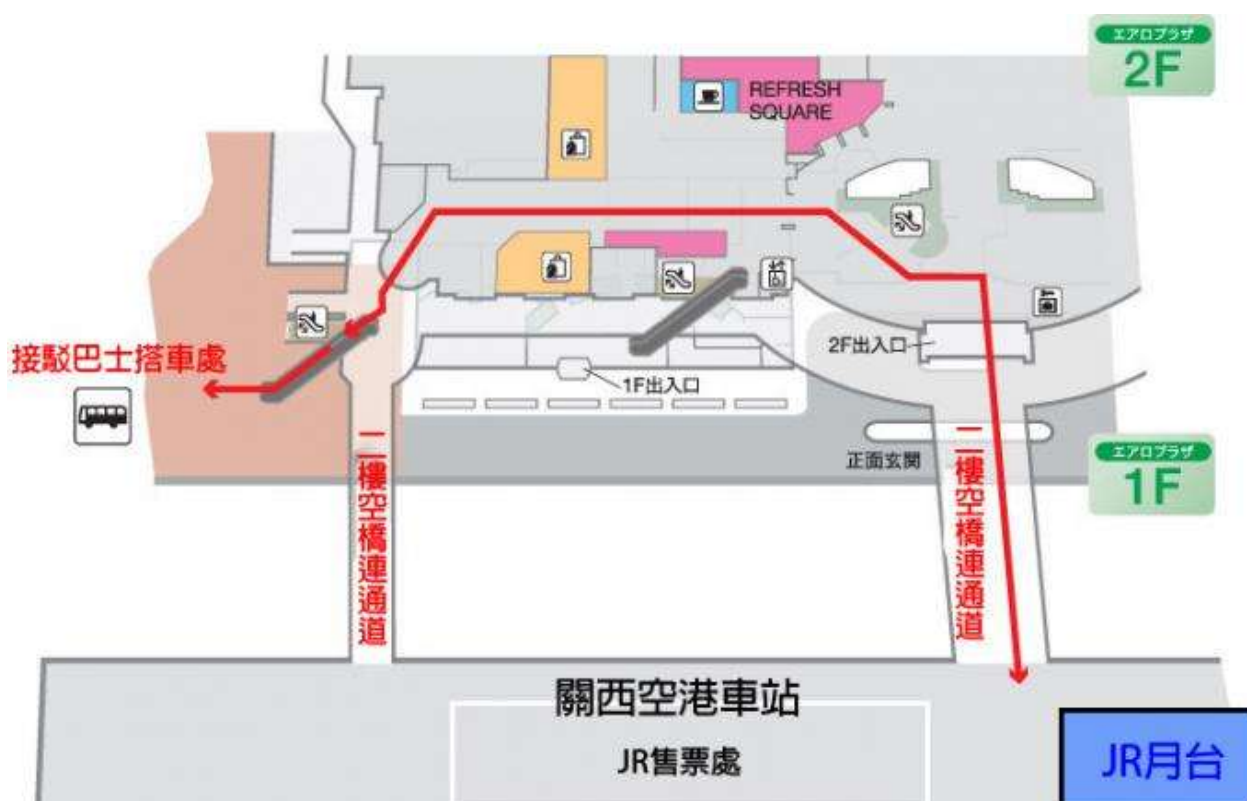 エアロプラザ
2F
REFRESH
SQUARE
2F出入口
接駁巴士搭車處
1F出入口
正面玄関
エアロプラザ
1F
二樓空橋連通道
二樓空橋連通道
關西空港車站
JR售票處
JR月台